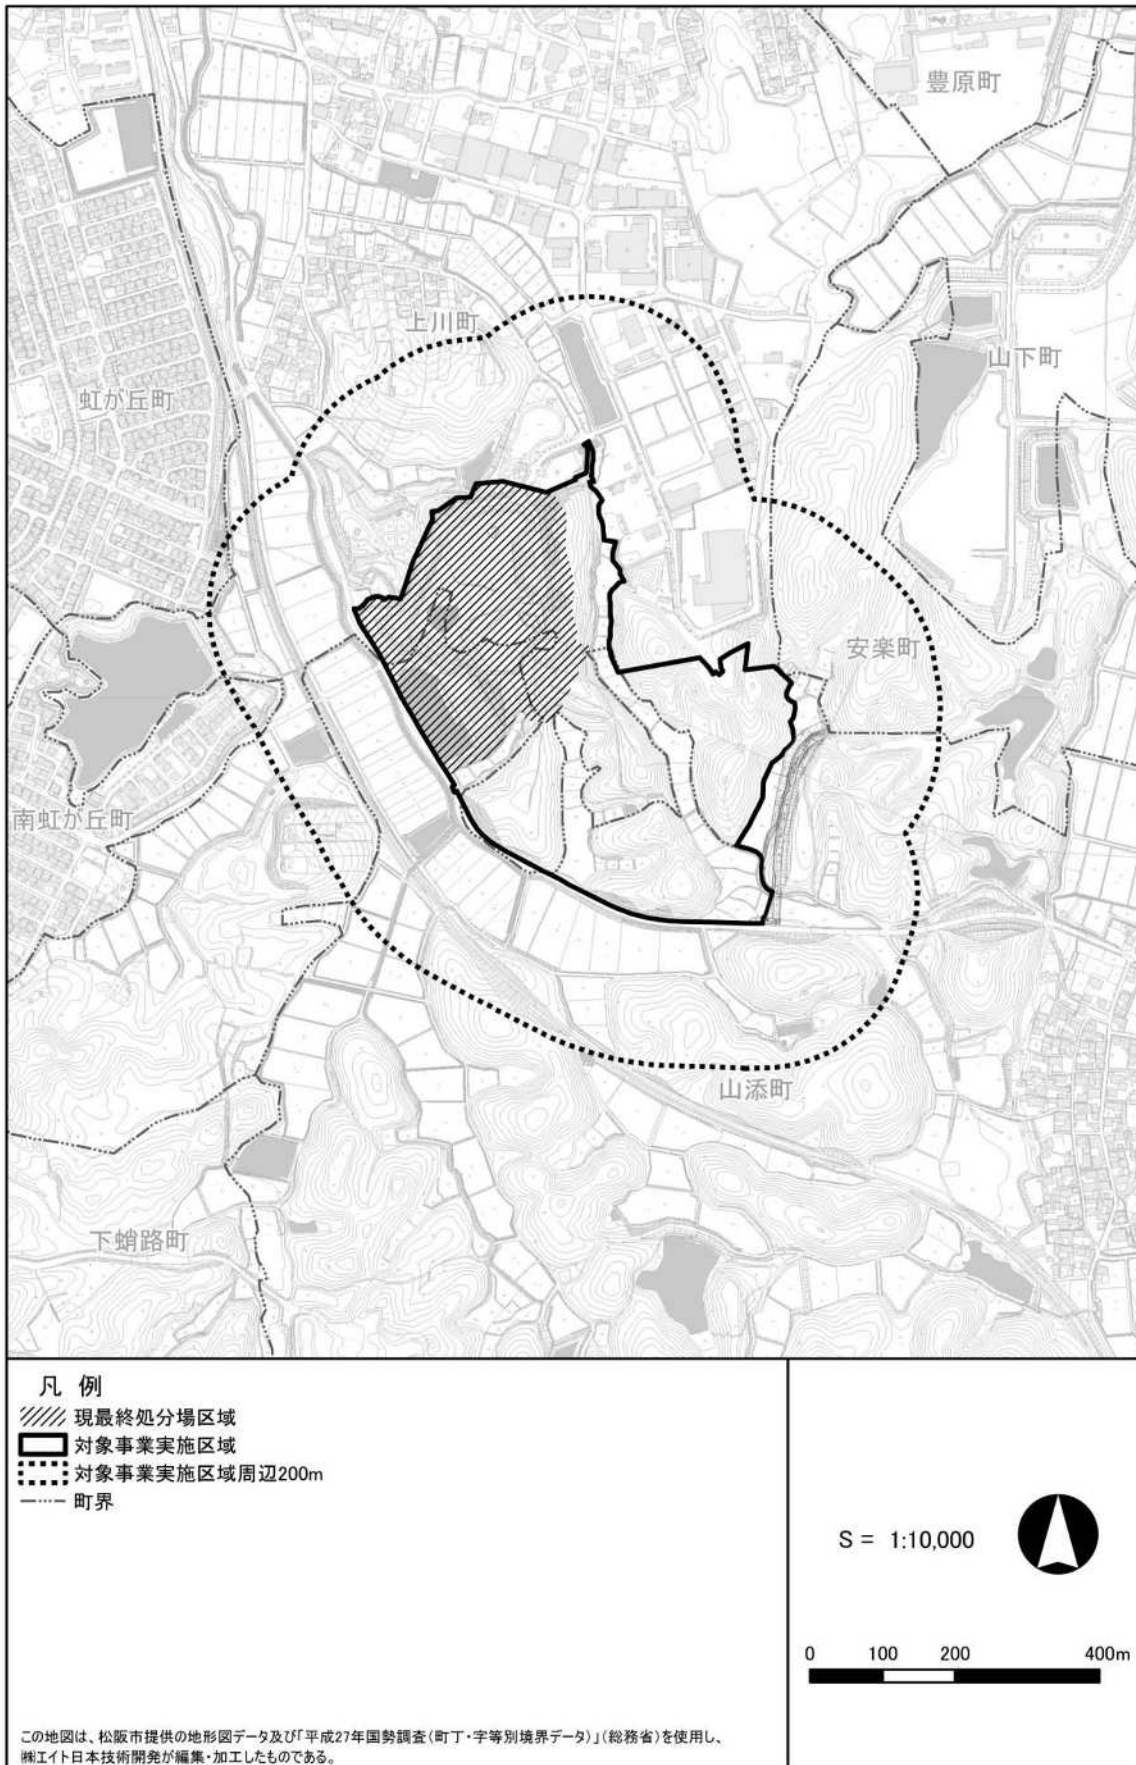 豊原町
上川町
山下町
虹が丘町
安楽町
南虹が丘町
山添町
下蛸路町
凡 例
現最終処分場区域
対象事業実施区域
対象事業実施区域周辺200m
町界
S = 1:10,000
0 100 200 400m
この地図は、松阪市提供の地形図データ及び「平成27年国勢調査(町丁・字等別境界データ)」(総務省)を使用し、
㈱エイト日本技術開発が編集・加工したものである。